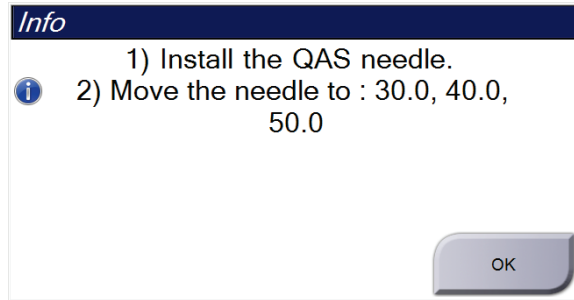 Info
1) Install the QAS needle.
2) Move the needle to : 30.0, 40.0,
50.0
OK